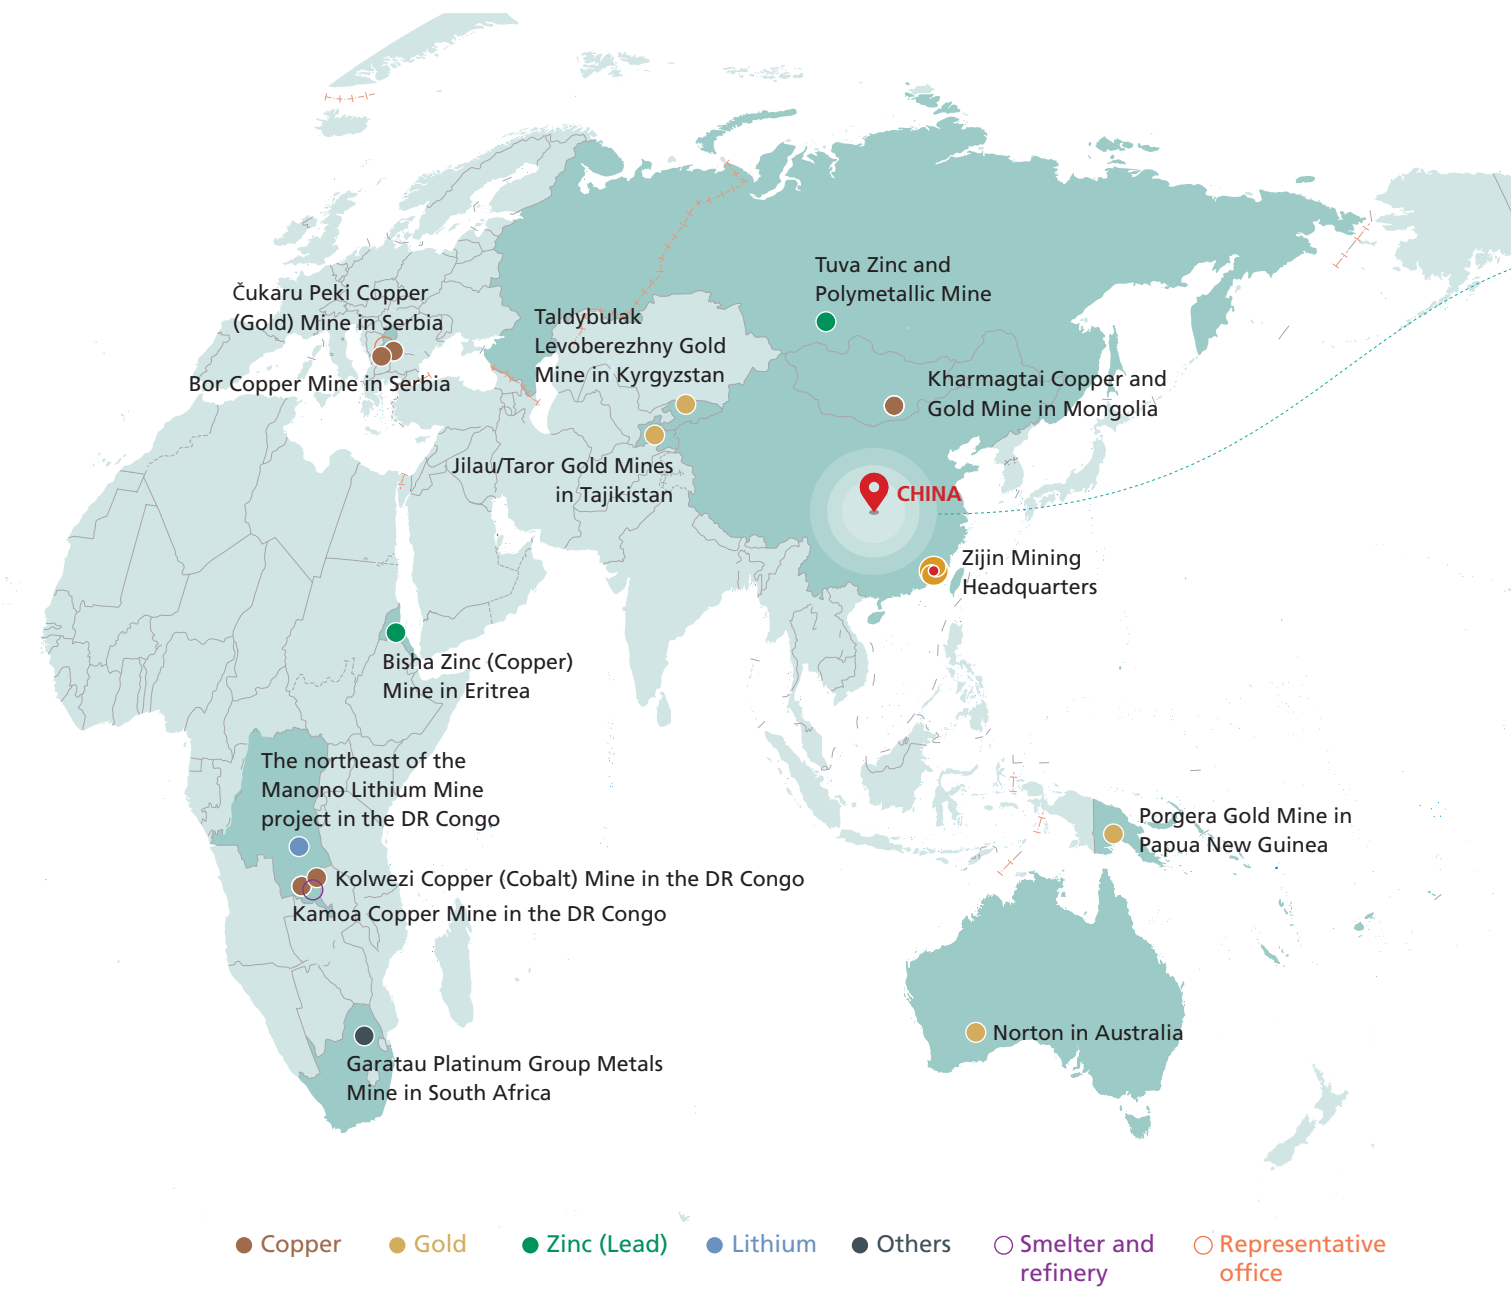 Tuva Zinc and
Polymetallic Mine
Čukaru Peki Copper
(Gold) Mine in Serbia
Taldybulak
Levoberezhny Gold
Mine in Kyrgyzstan
Bor Copper Mine in Serbia
Kharmagtai Copper and
Gold Mine in Mongolia
Jilau/Taror Gold Mines
in Tajikistan
CHINA
Zijin Mining
Headquarters
Bisha Zinc (Copper)
Mine in Eritrea
The northeast of the
Manono Lithium Mine
project in the DR Congo
Porgera Gold Mine in
Papua New Guinea
Kolwezi Copper (Cobalt) Mine in the DR Congo
Kamoa Copper Mine in the DR Congo
Norton in Australia
Garatau Platinum Group Metals
Mine in South Africa
Copper
Gold
Zinc (Lead)
Lithium
Others
Smelter and
refinery
Representative
office